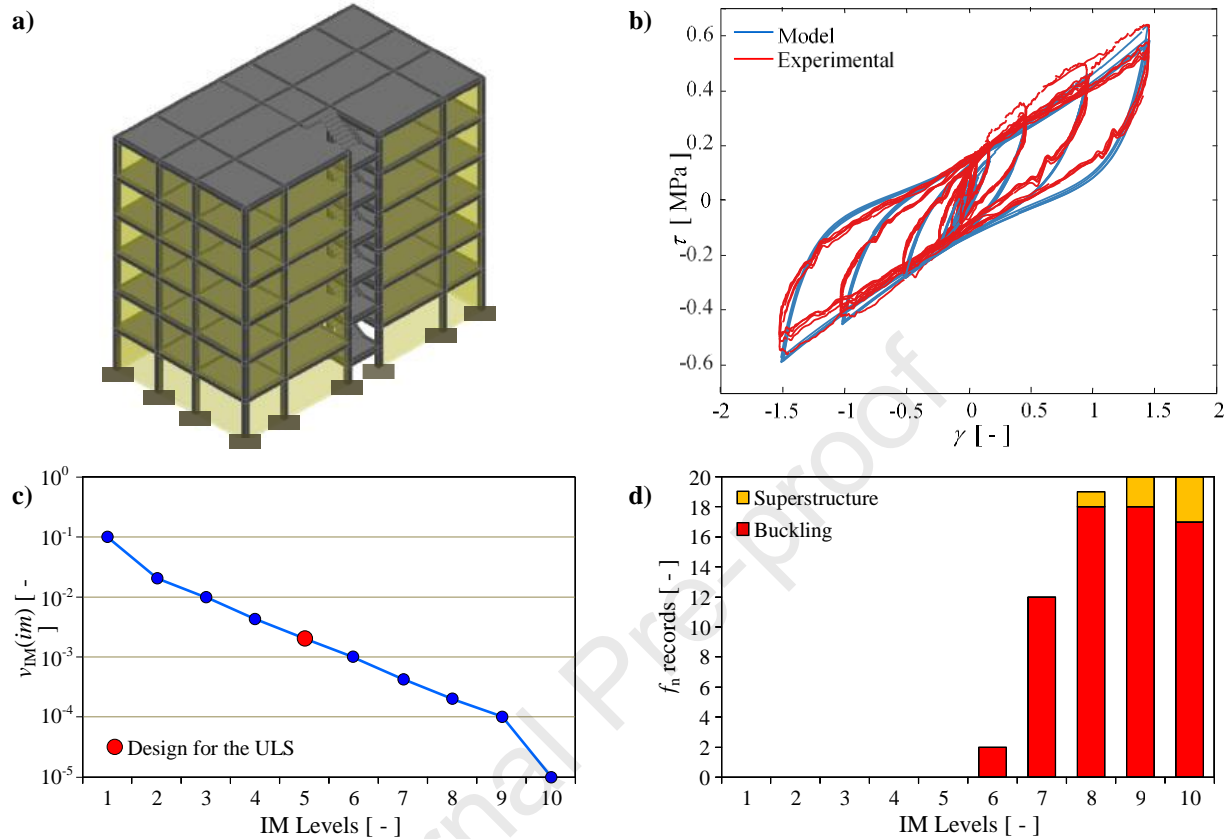 a)
b)
Model
Experimental
0.6
0.4
0.2
0
-0.2
-0.4
-0.6
τ [ MPa ]
-2 -1.5 -1 -0.5 0 0.5 1 1.5 2
γ [ - ]
c)
10⁰
10⁻¹
10⁻²
10⁻³
10⁻⁴
10⁻⁵
νIM(im) [ -
]
Design for the ULS
1 2 3 4 5 6 7 8 9 10
IM Levels [ - ]
d)
20
18
16
14
12
10
8
6
4
2
0
fn records [ - ]
Superstructure
Buckling
1 2 3 4 5 6 7 8 9 10
IM Levels [ - ]
rnal Pre-proof